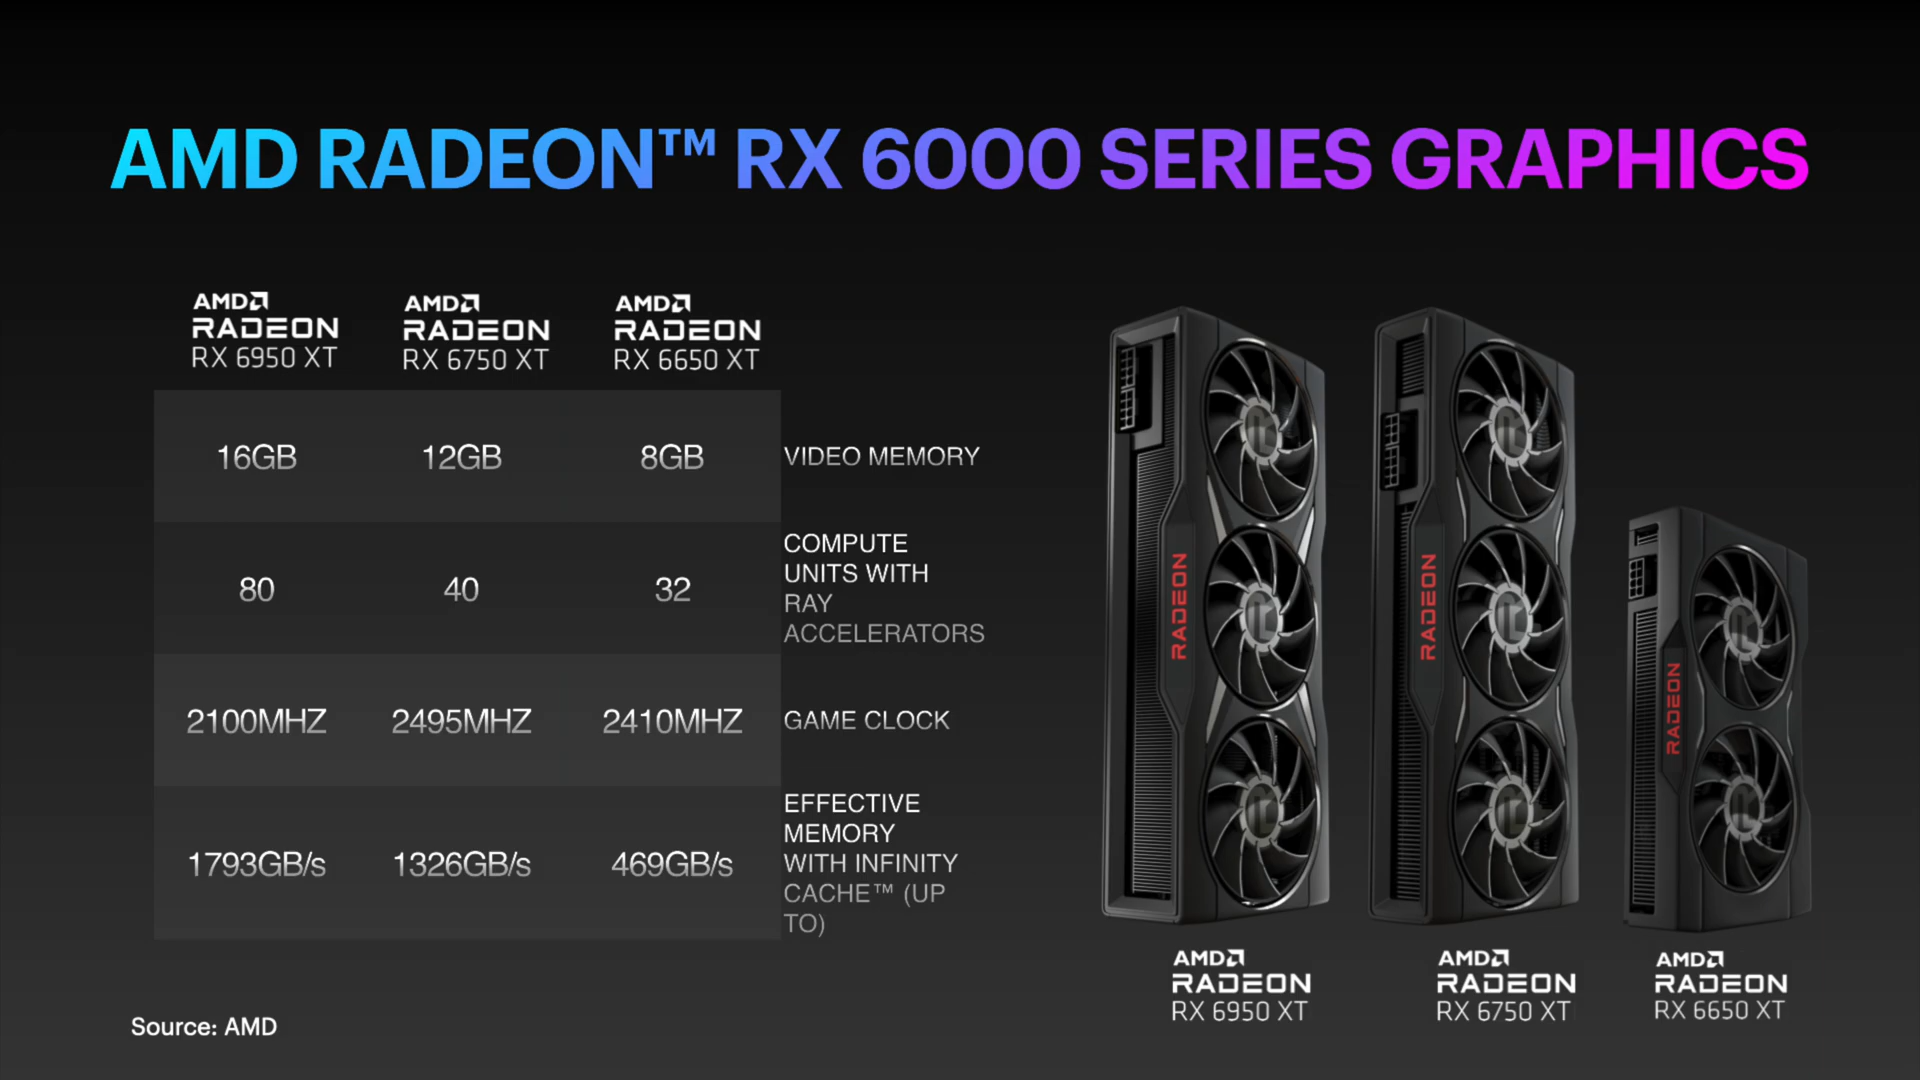 AMD RADEON™ RX 6000 SERIES GRAPHICS
AMD
RADEON
RX 6950 XT
AMD
RADEON
RX 6750 XT
AMD
RADEON
RX 6650 XT
16GB 12GB 8GB VIDEO MEMORY
80 40 32
COMPUTE
UNITS WITH
RAY
ACCELERATORS
2100MHZ 2495MHZ 2410MHZ GAME CLOCK
1793GB/s 1326GB/s 469GB/s
EFFECTIVE
MEMORY
WITH INFINITY
CACHE™ (UP
TO)
RADEON
RADEON
RADEON
AMD
RADEON
RX 6950 XT
AMD
RADEON
RX 6750 XT
AMD
RADEON
RX 6650 XT
Source: AMD